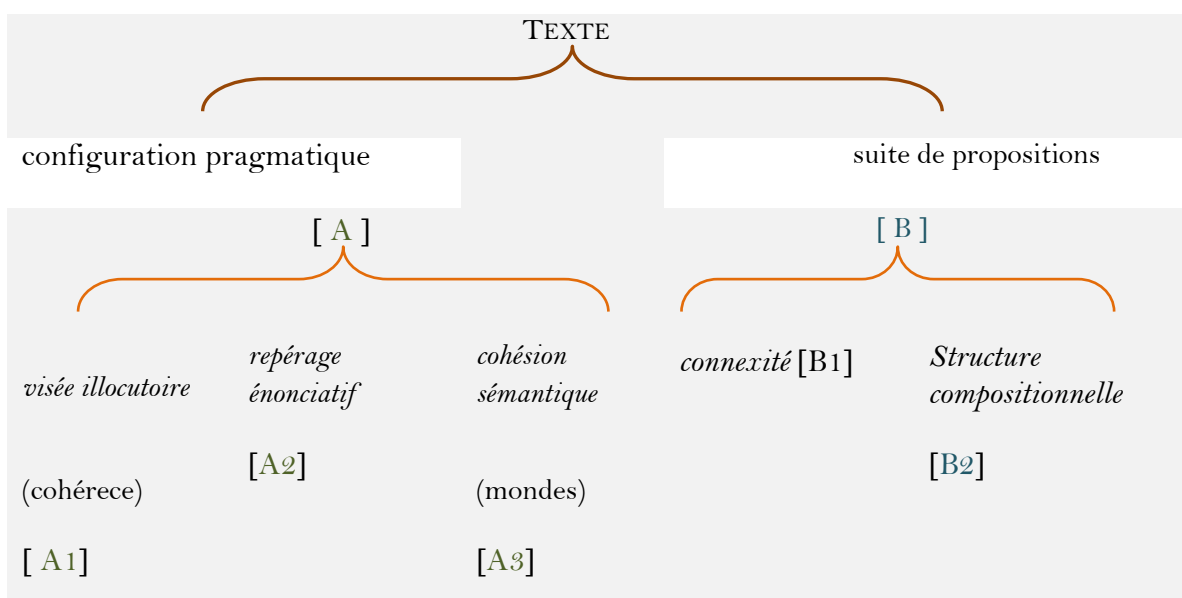 TEXTE
configuration pragmatique
suite de propositions
[ A ]
[ B ]
visée illocutoire
(cohérece)
[ A1]
repérage
énonciatif
[A2]
cohésion
sémantique
(mondes)
[A3]
connexité [B1]
Structure
compositionnelle
[B2]